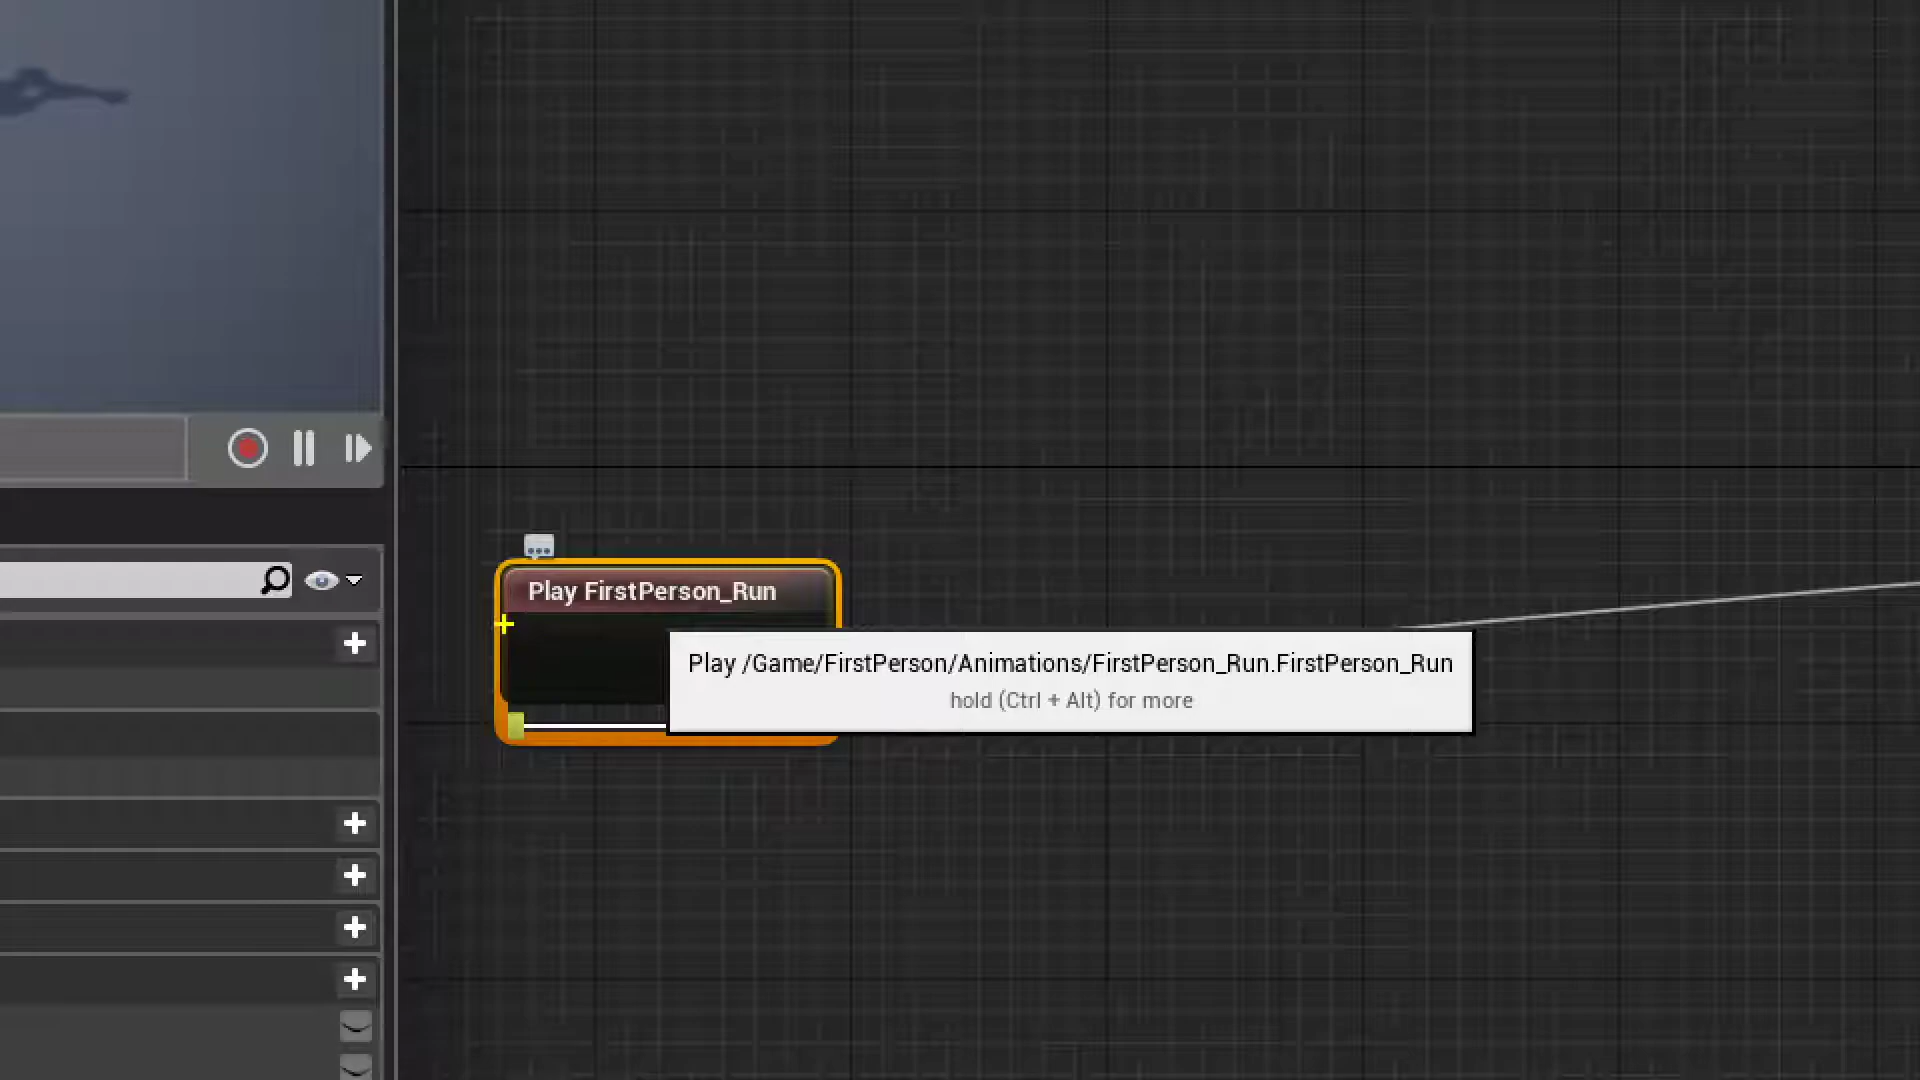 Play FirstPerson_Run
Play /Game/FirstPerson/Animations/FirstPerson_Run.FirstPerson_Run
hold (Ctrl + Alt) for more